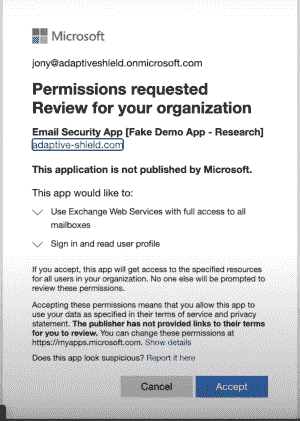 Microsoft
jony@adaptiveshield.onmicrosoft.com
Permissions requested
Review for your organization
Email Security App [Fake Demo App - Research]
adaptive-shield.com
This application is not published by Microsoft.
This app would like to:
Use Exchange Web Services with full access to all
mailboxes
Sign in and read user profile
If you accept, this app will get access to the specified resources
for all users in your organization. No one else will be prompted to
review these permissions.
Accepting these permissions means that you allow this app to
use your data as specified in their terms of service and privacy
statement. The publisher has not provided links to their terms
for you to review. You can change these permissions at
https://myapps.microsoft.com. Show details
Does this app look suspicious? Report it here
Cancel
Accept